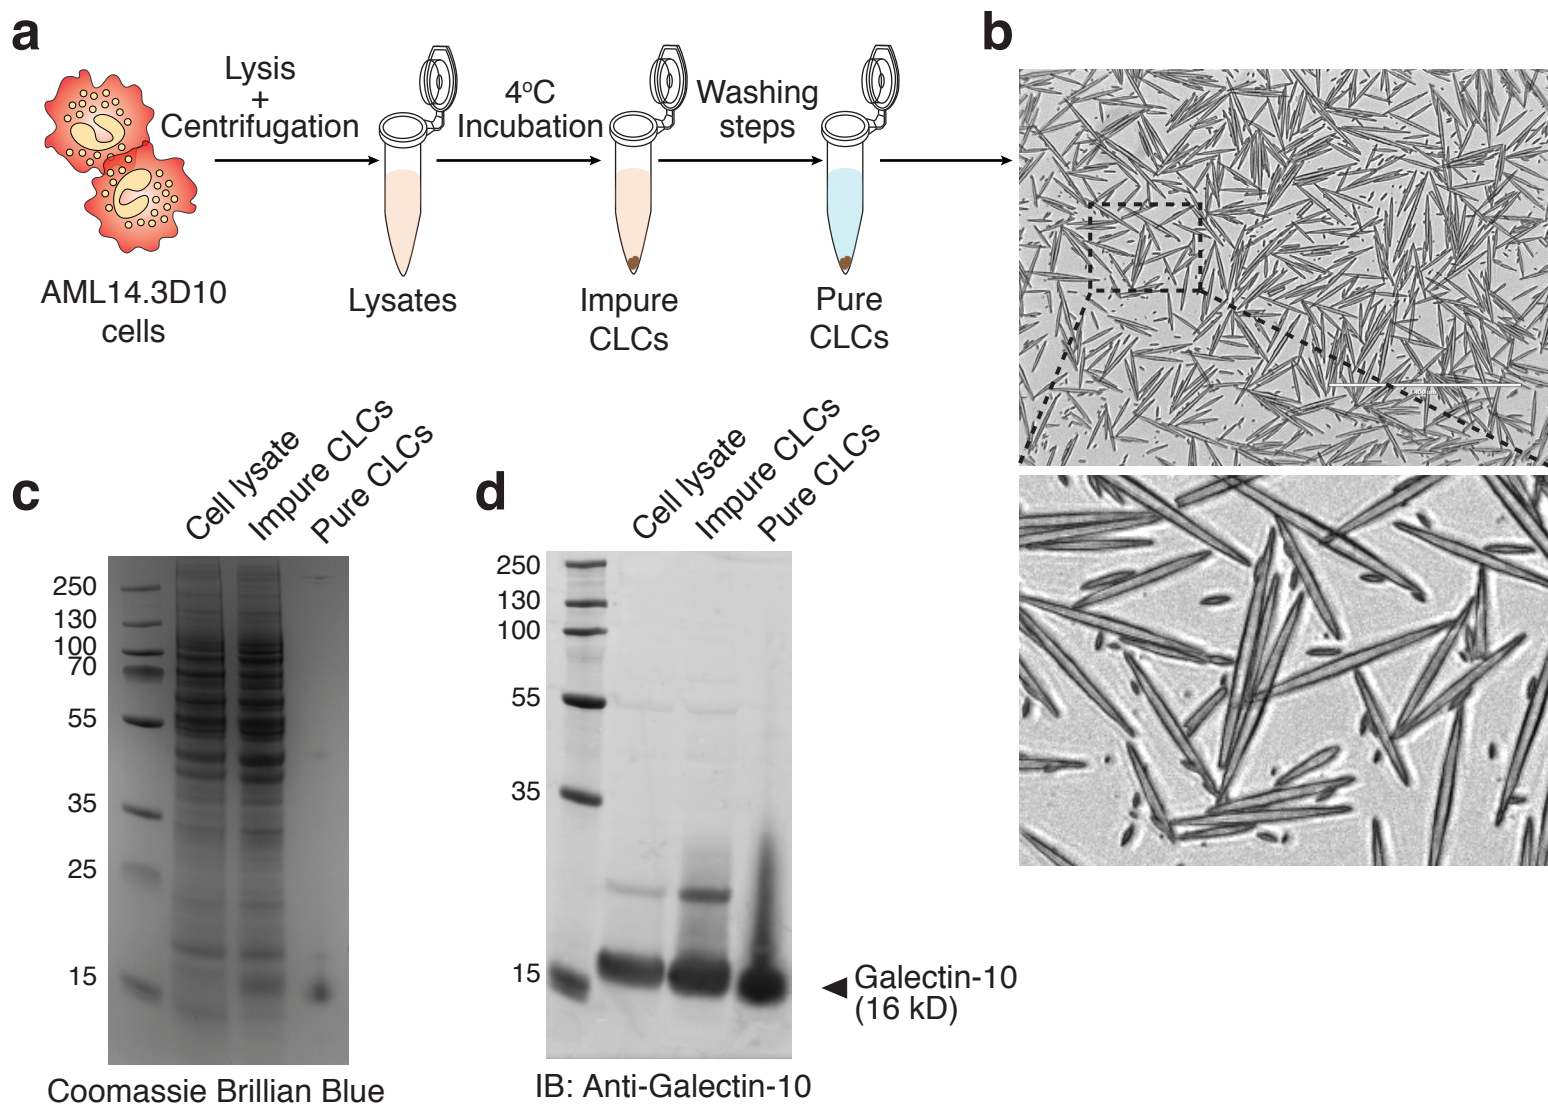 a
Lysis
+
Centrifugation
4°C
Incubation
Washing
steps
AML14.3D10
cells
Lysates
Impure
CLCs
Pure
CLCs
b
c
Cell lysate
Impure CLCs
Pure CLCs
250
130
100
70
55
35
25
15
Coomassie Brillian Blue
d
Cell lysate
Impure CLCs
Pure CLCs
250
130
100
55
35
15
Galectin-10
(16 kD)
IB: Anti-Galectin-10